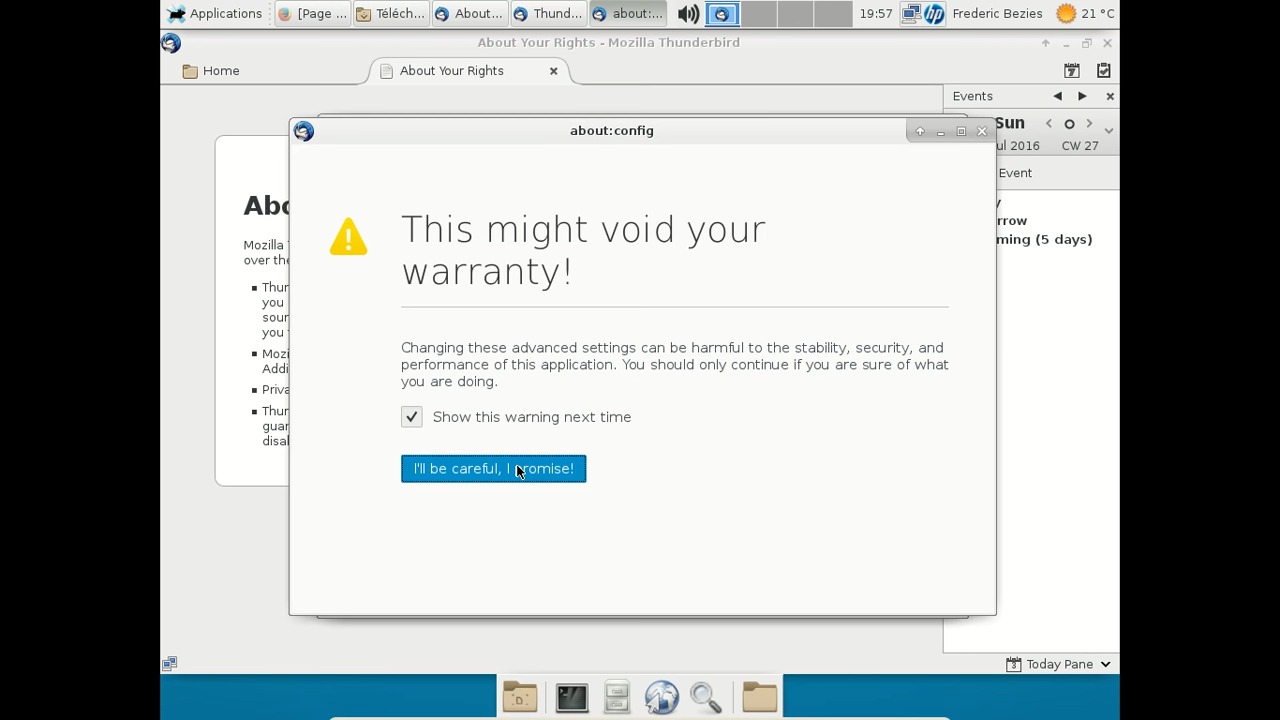 Applications
[Page ...
Téléch...
About...
Thund...
about:...
19:57
Frederic Bezies
21 °C
About Your Rights - Mozilla Thunderbird
Home
About Your Rights
Events
Sun
ul 2016
CW 27
Event
rrow
ming (5 days)
Abo
Mozilla
over the
Thun
you
sour
you
Mozi
Addi
Priva
Thun
guar
disal
about:config
This might void your
warranty!
Changing these advanced settings can be harmful to the stability, security, and
performance of this application. You should only continue if you are sure of what
you are doing.
Show this warning next time
I'll be careful, I promise!
Today Pane